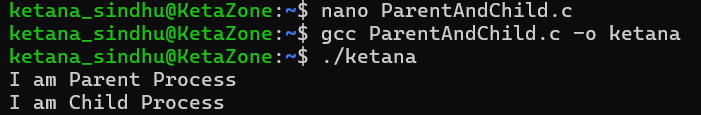 ketana_sindhu@KetaZone:~$ nano ParentAndChild.c
ketana_sindhu@KetaZone:~$ gcc ParentAndChild.c -o ketana
ketana_sindhu@KetaZone:~$ ./ketana
I am Parent Process
I am Child Process